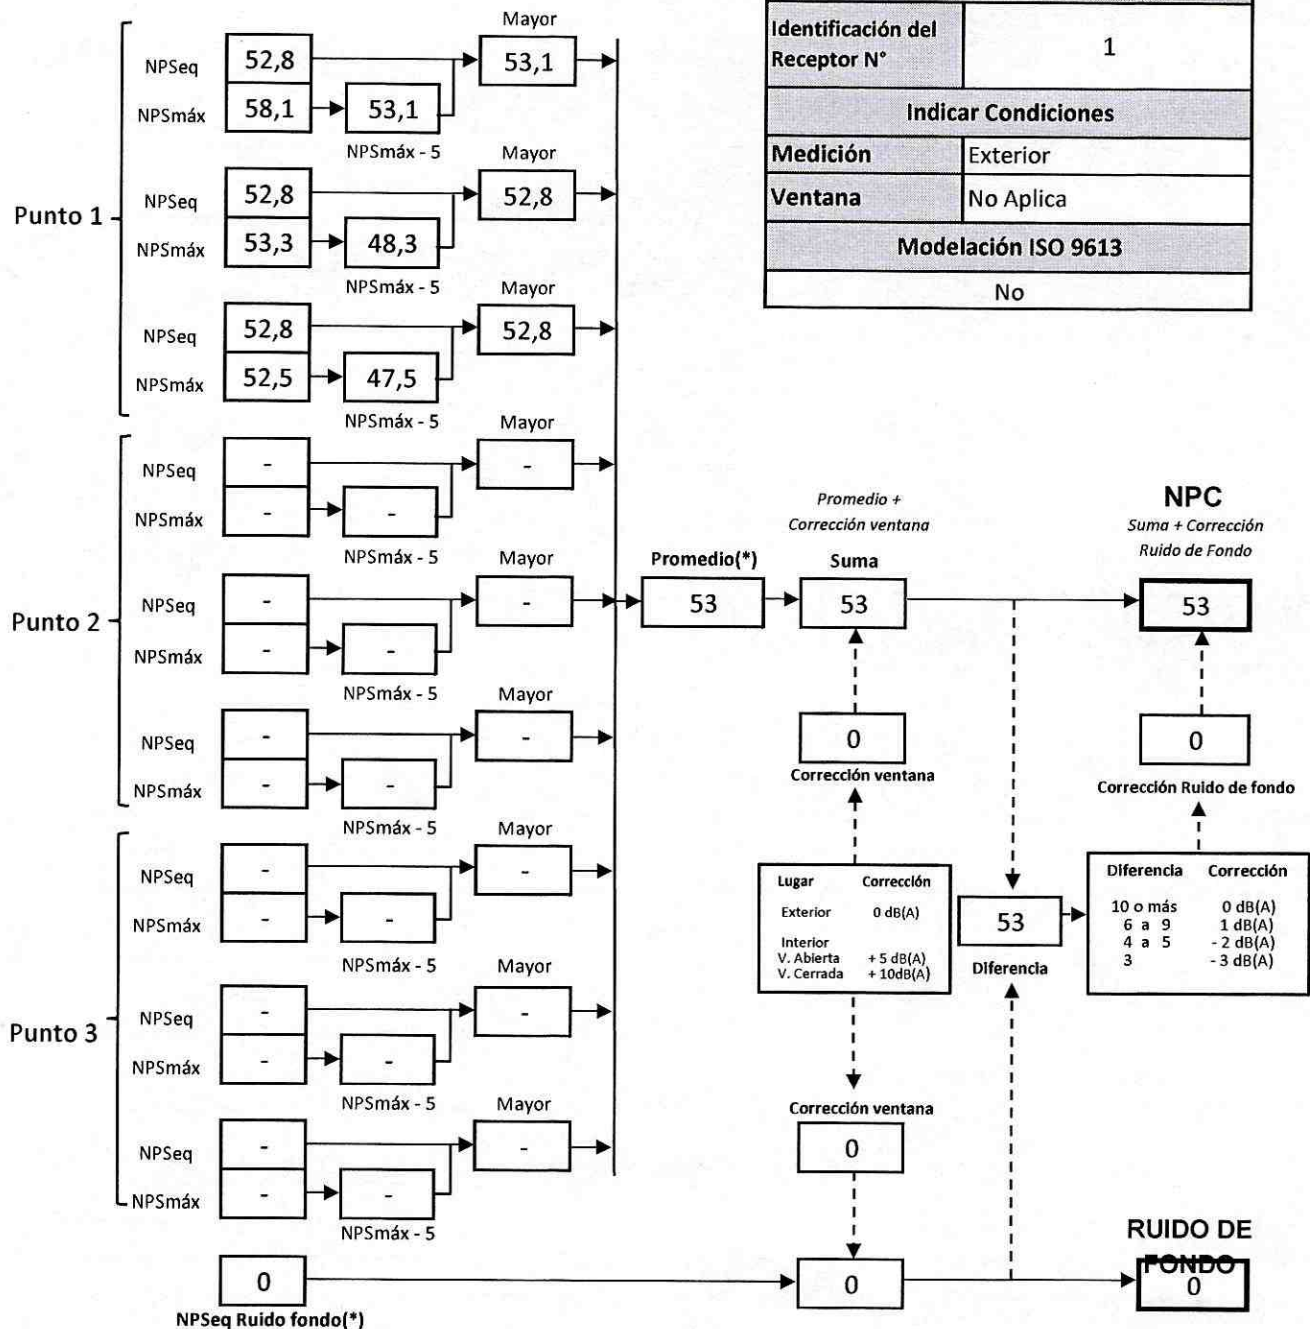 Identificación del
Receptor N°
1
Indicar Condiciones
Medición Exterior
Ventana No Aplica
Modelación ISO 9613
No
Punto 1
Mayor
NPSeq 52,8 53,1
NPSmáx 58,1 53,1
NPSmáx - 5
Mayor
NPSeq 52,8 52,8
NPSmáx 53,3 48,3
NPSmáx - 5
Mayor
NPSeq 52,8 52,8
NPSmáx 52,5 47,5
NPSmáx - 5
Punto 2
Mayor
NPSeq - -
NPSmáx - -
NPSmáx - 5
Mayor
NPSeq - -
NPSmáx - -
NPSmáx - 5
Mayor
NPSeq - -
NPSmáx - -
NPSmáx - 5
Punto 3
Mayor
NPSeq - -
NPSmáx - -
NPSmáx - 5
Mayor
NPSeq - -
NPSmáx - -
NPSmáx - 5
Mayor
NPSeq - -
NPSmáx - -
NPSmáx - 5
Promedio(*)
53
Promedio +
Corrección ventana
Suma
53
NPC
Suma + Corrección
Ruido de Fondo
53
0
Corrección ventana
0
Corrección Ruido de fondo
Lugar Corrección
Exterior 0 dB(A)
Interior
V. Abierta + 5 dB(A)
V. Cerrada + 10dB(A)
53
Diferencia
Diferencia Corrección
10 o más 0 dB(A)
6 a 9 1 dB(A)
4 a 5 - 2 dB(A)
3 - 3 dB(A)
Corrección ventana
0
0
NPSeq Ruido fondo(*)
0
RUIDO DE
FONDO
0